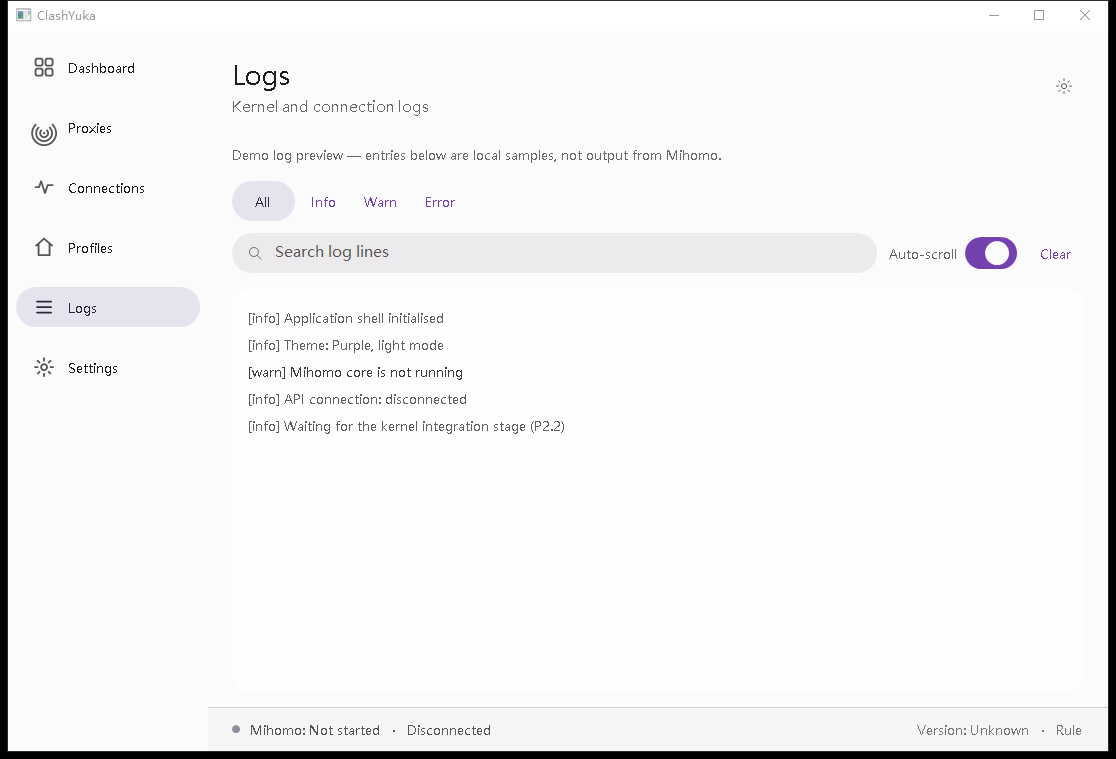 ClashYuka
Dashboard
Proxies
Connections
Profiles
Logs
Settings
Logs
Kernel and connection logs
Demo log preview — entries below are local samples, not output from Mihomo.
All Info Warn Error
Search log lines
Auto-scroll
Clear
[info] Application shell initialised
[info] Theme: Purple, light mode
[warn] Mihomo core is not running
[info] API connection: disconnected
[info] Waiting for the kernel integration stage (P2.2)
Mihomo: Not started · Disconnected
Version: Unknown · Rule